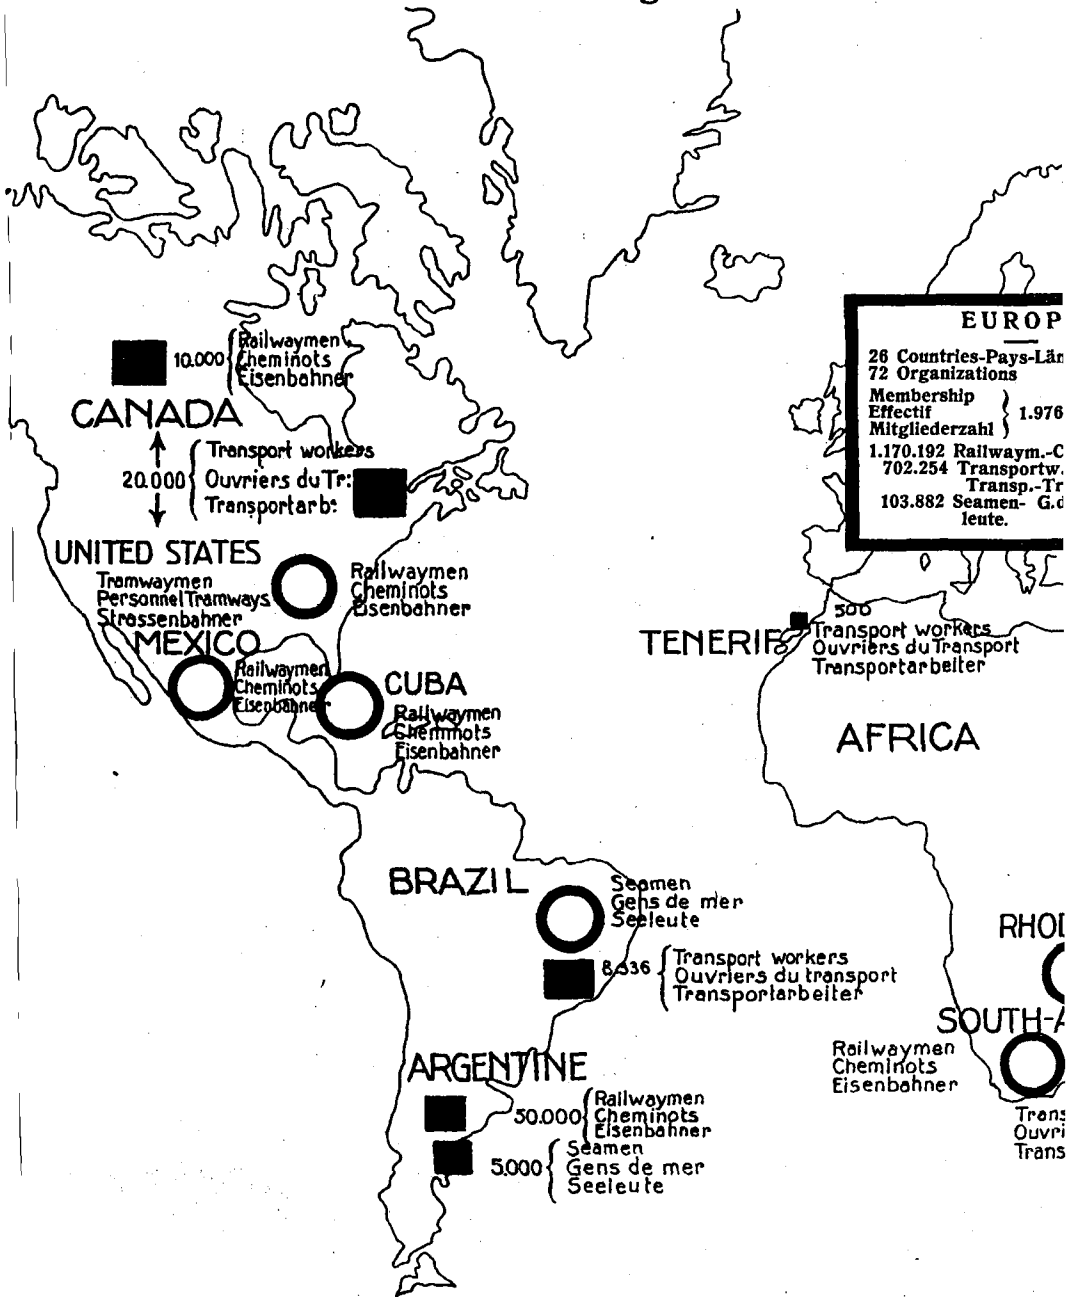 EUROP
26 Countries-Pays-Län
72 Organizations
Membership
Effectif
Mitgliederzahl
1.976
1.170.192 Railwaym.-C
702.254 Transportw.
Transp.-Tr
103.882 Seamen- G.d
leute.
10.000
Railwaymen
Cheminots
Eisenbahner
CANADA
20.000
Transport workers
Ouvriers du Tr:
Transportarb:
UNITED STATES
Tramwaymen
Personnel Tramways
Strassenbahner
Railwaymen
Cheminots
Eisenbahner
MEXICO
Railwaymen
Cheminots
Eisenbahner
CUBA
Railwaymen
Cheminots
Eisenbahner
TENERIF
500
Transport workers
Ouvriers du Transport
Transportarbeiter
AFRICA
BRAZIL
Seamen
Gens de mer
Seeleute
Transport workers
Ouvriers du transport
Transportarbeiter
RHOD
SOUTH-A
Railwaymen
Cheminots
Eisenbahner
Trans
Ouvri
Trans
ARGENTINE
50.000
Railwaymen
Cheminots
Eisenbahner
5.000
Seamen
Gens de mer
Seeleute